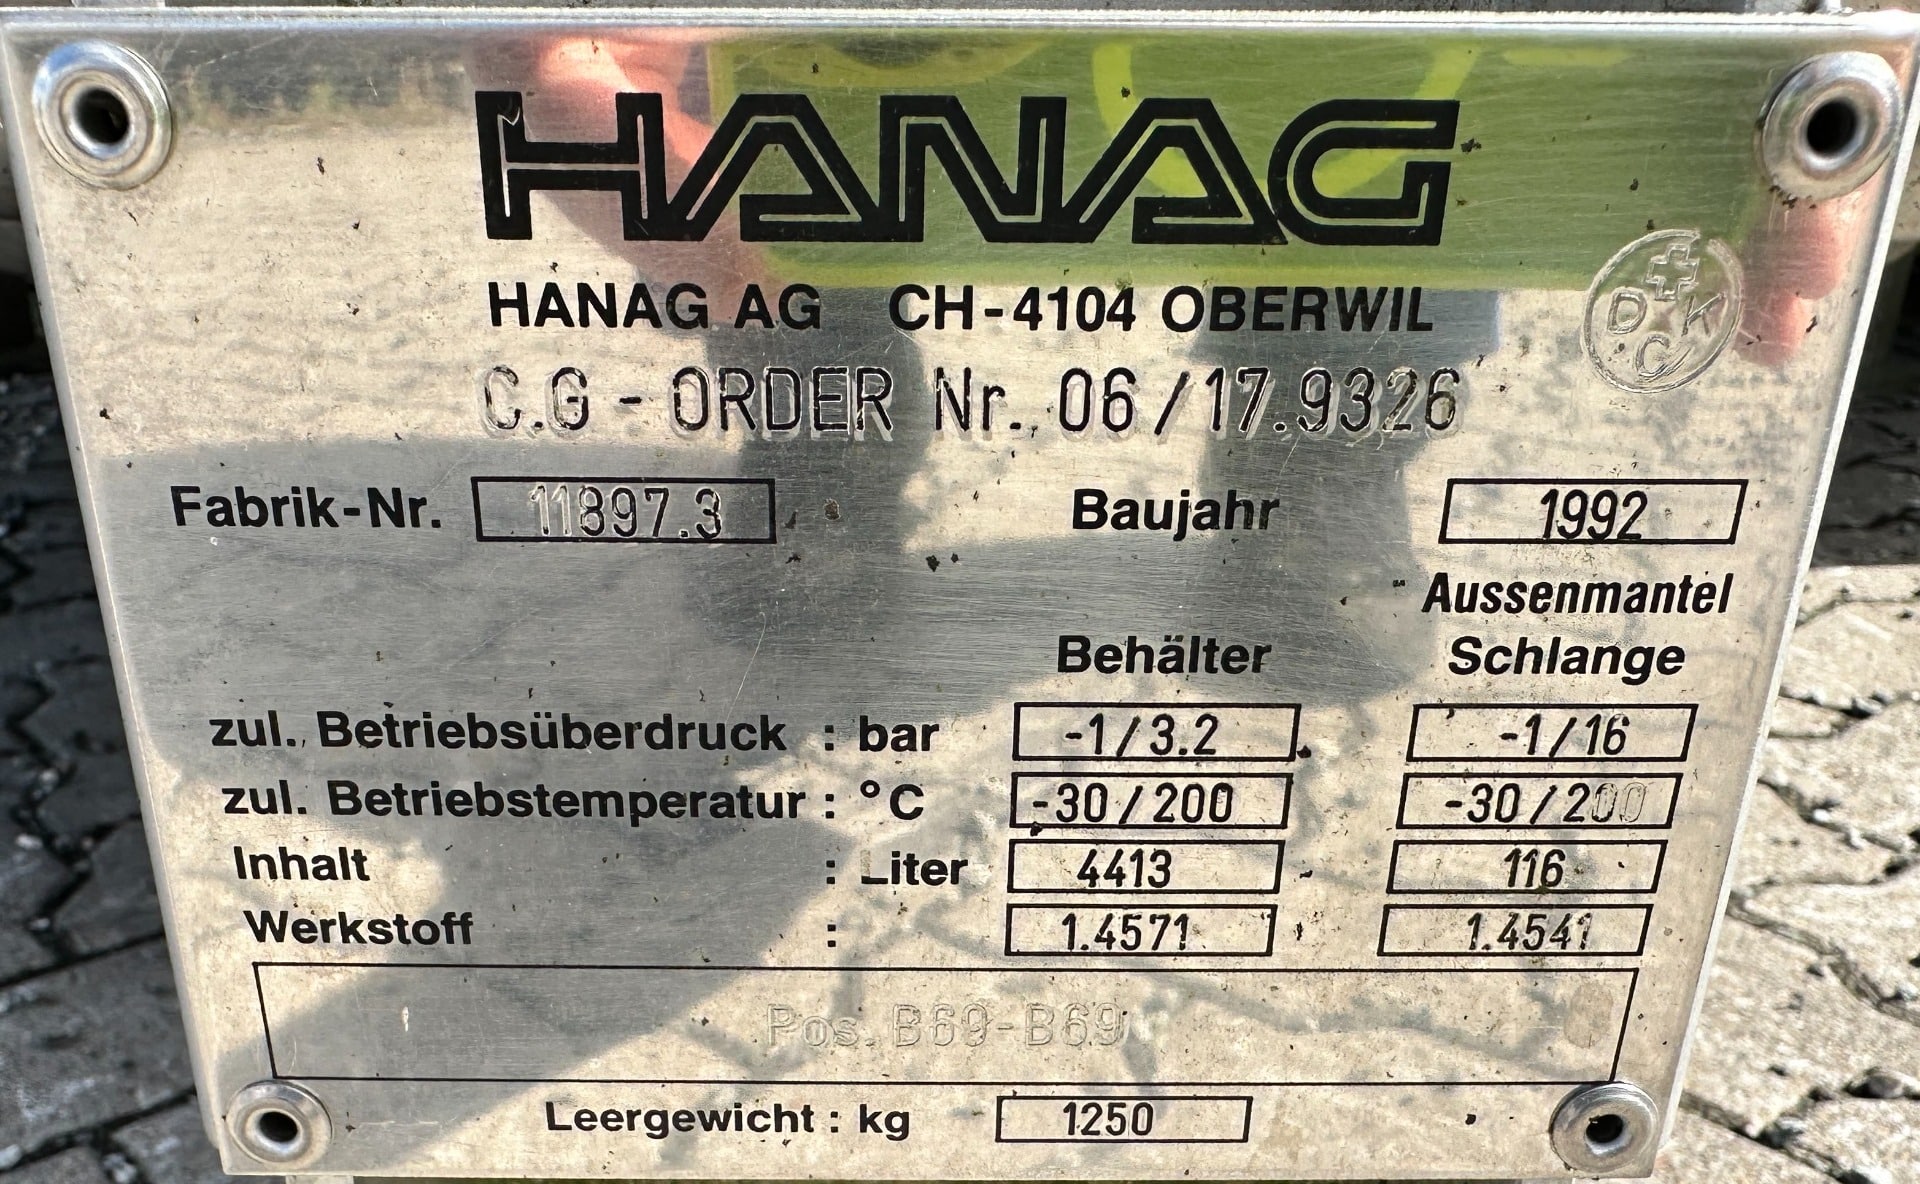 HANAG
HANAG AG CH-4104 OBERWIL
D K C
C.G - ORDER Nr. 06/17.9326
Fabrik-Nr. 11897.3 Baujahr 1992
Aussenmantel
Behälter Schlange
zul. Betriebsüberdruck : bar -1/3.2 -1/16
zul. Betriebstemperatur : °C -30/200 -30/200
Inhalt : Liter 4413 116
Werkstoff : 1.4571 1.4541
Pos. B69-B69
Leergewicht : kg 1250